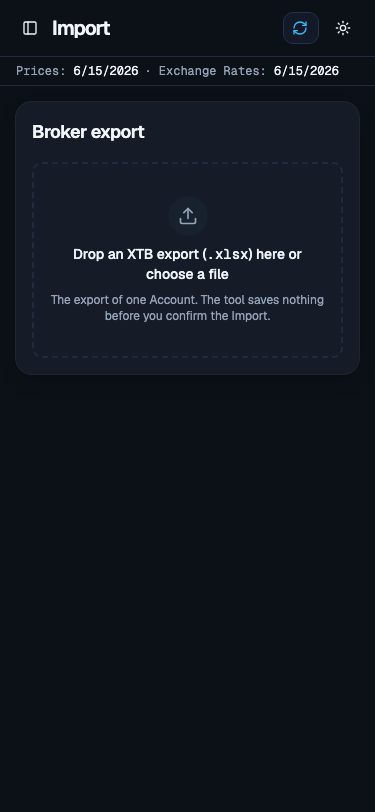 Import
Prices: 6/15/2026 · Exchange Rates: 6/15/2026
Broker export
Drop an XTB export (.xlsx) here or
choose a file
The export of one Account. The tool saves nothing
before you confirm the Import.